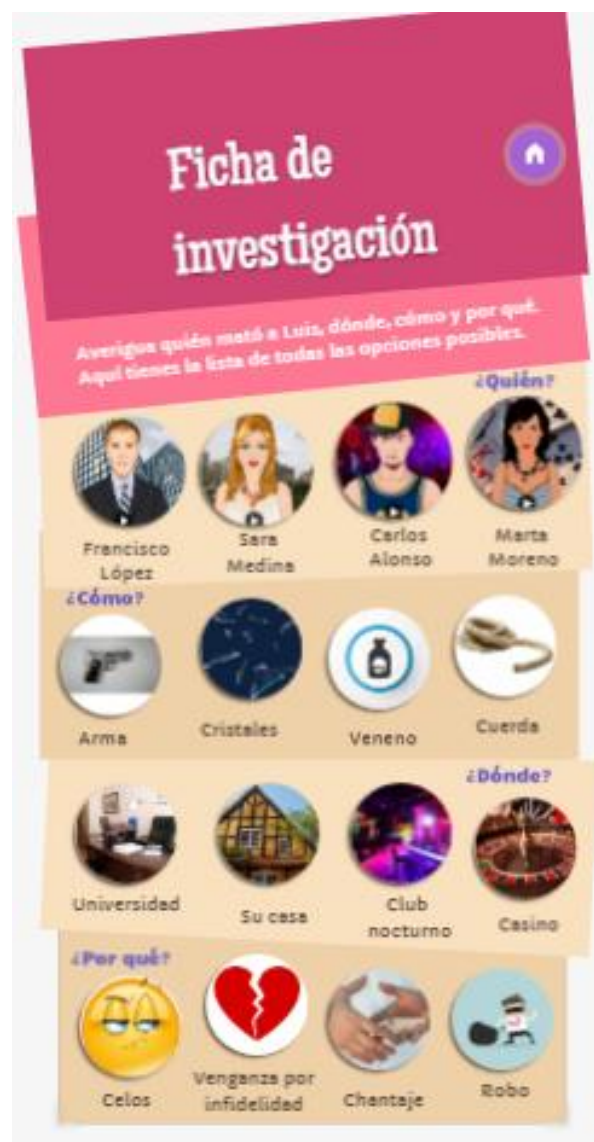 Ficha de
investigación
Averigua quién mató a Luis, dónde, cómo y por qué.
Aquí tienes la lista de todas las opciones posibles.
¿Quién?
Francisco
López
Sara
Medina
Carlos
Alonso
Marta
Moreno
¿Cómo?
Arma
Cristales
Veneno
Cuerda
¿Dónde?
Universidad
Su casa
Club
nocturno
Casino
¿Por qué?
Celos
Venganza por
infidelidad
Chantaje
Robo